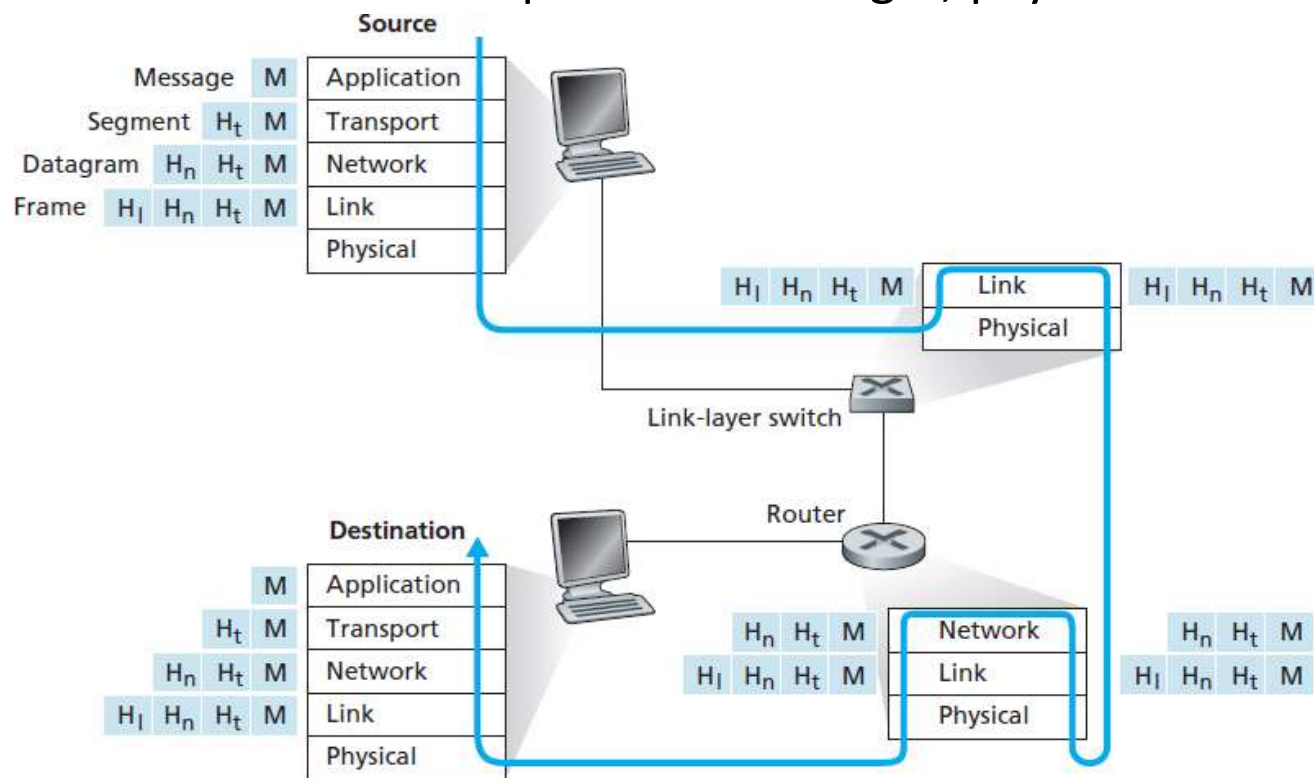 Source
Message M Application
Segment Ht M Transport
Datagram Hn Ht M Network
Frame Hl Hn Ht M Link
Physical
Hl Hn Ht M Link Hl Hn Ht M
Physical
Link-layer switch
Router
Destination
M Application
Ht M Transport Hn Ht M Network Hn Ht M
Hn Ht M Network Hl Hn Ht M Link Hl Hn Ht M
Hl Hn Ht M Link Physical
Physical